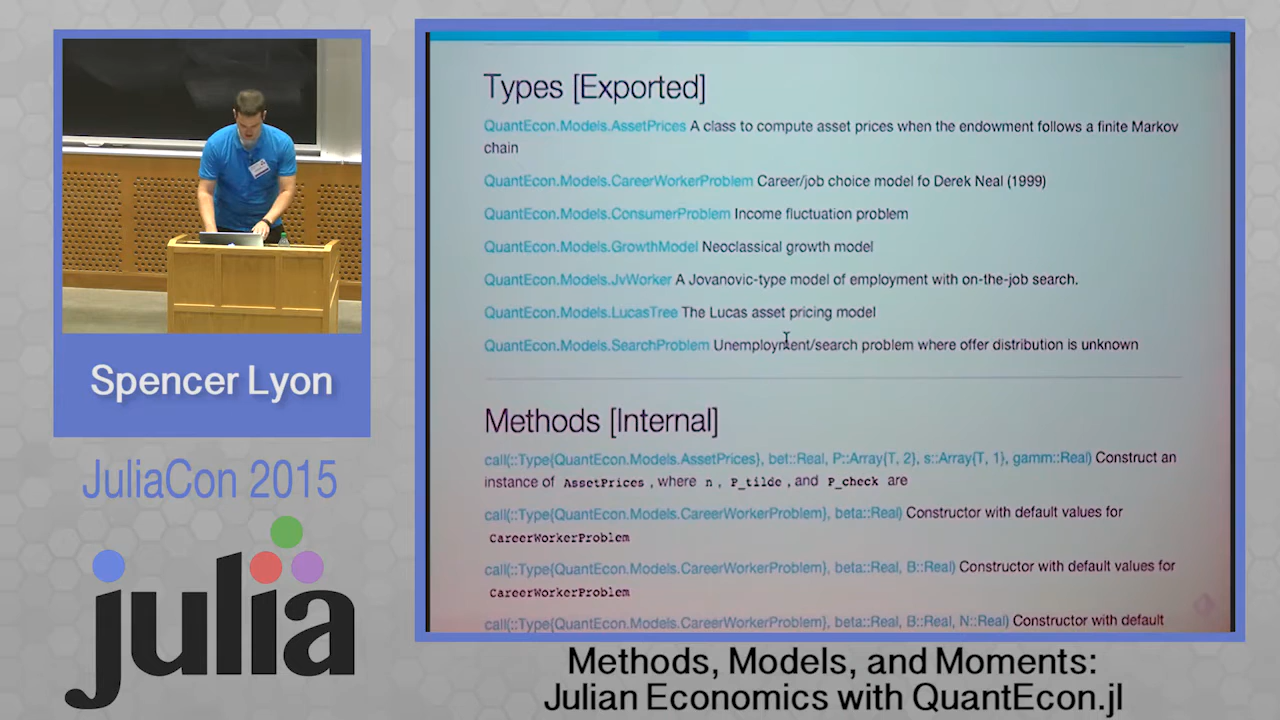 Types [Exported]
QuantEcon.Models.AssetPrices A class to compute asset prices when the endowment follows a finite Markov
chain
QuantEcon.Models.CareerWorkerProblem Career/job choice model fo Derek Neal (1999)
QuantEcon.Models.ConsumerProblem Income fluctuation problem
QuantEcon.Models.GrowthModel Neoclassical growth model
QuantEcon.Models.JvWorker A Jovanovic-type model of employment with on-the-job search.
QuantEcon.Models.LucasTree The Lucas asset pricing model
QuantEcon.Models.SearchProblem Unemployment/search problem where offer distribution is unknown
Methods [Internal]
call(::Type{QuantEcon.Models.AssetPrices}, bet::Real, P::Array{T, 2}, s::Array{T, 1}, gamm::Real) Construct an
instance of AssetPrices , where n , P_tilde , and P_check are
call(::Type{QuantEcon.Models.CareerWorkerProblem}, beta::Real) Constructor with default values for
CareerWorkerProblem
call(::Type{QuantEcon.Models.CareerWorkerProblem}, beta::Real, B::Real) Constructor with default values for
CareerWorkerProblem
call(::Type{QuantEcon.Models.CareerWorkerProblem}, beta::Real, B::Real, N::Real) Constructor with default
Spencer Lyon
JuliaCon 2015
julia
Methods, Models, and Moments:
Julian Economics with QuantEcon.jl